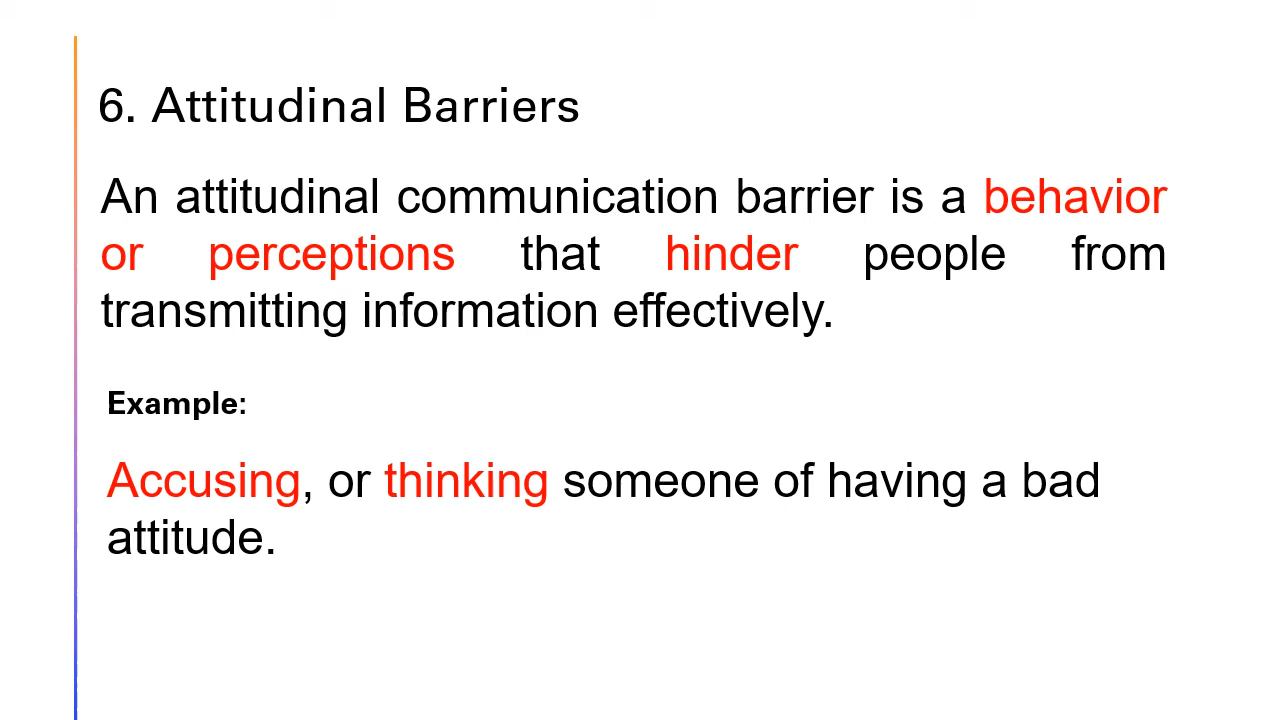 6. Attitudinal Barriers
An attitudinal communication barrier is a behavior
or perceptions that hinder people from
transmitting information effectively.
Example:
Accusing, or thinking someone of having a bad
attitude.